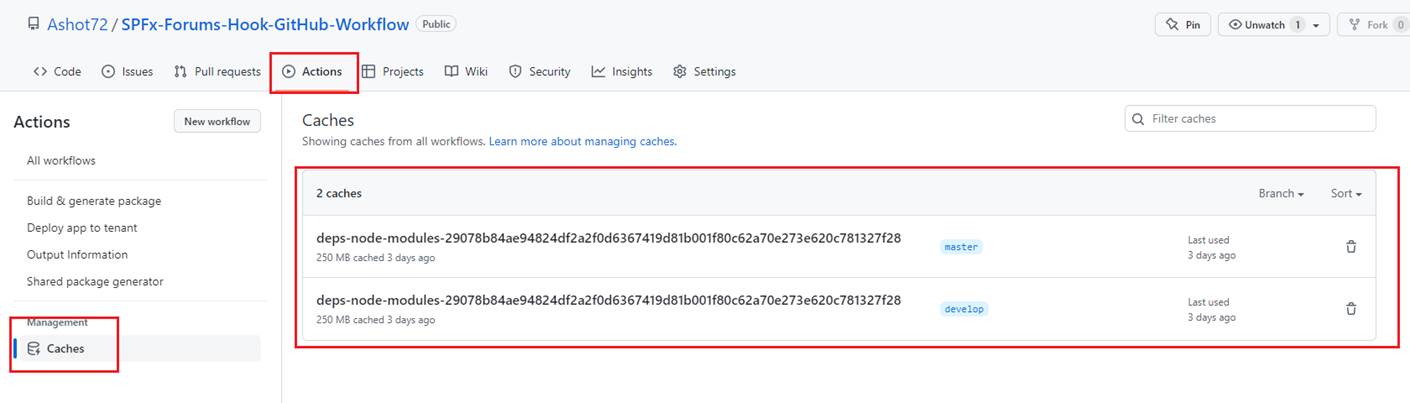 Ashot72 / SPFx-Forums-Hook-GitHub-Workflow Public
Pin
Unwatch 1
Fork 0
Code Issues Pull requests Actions Projects Wiki Security Insights Settings
Actions
New workflow
All workflows
Build & generate package
Deploy app to tenant
Output Information
Shared package generator
Management
Caches
Caches
Filter caches
Showing caches from all workflows. Learn more about managing caches.
2 caches
Branch
Sort
deps-node-modules-29078b84ae94824df2a2f0d6367419d81b001f80c62a70e273e620c781327f28
250 MB cached 3 days ago
master
Last used
3 days ago
deps-node-modules-29078b84ae94824df2a2f0d6367419d81b001f80c62a70e273e620c781327f28
250 MB cached 3 days ago
develop
Last used
3 days ago